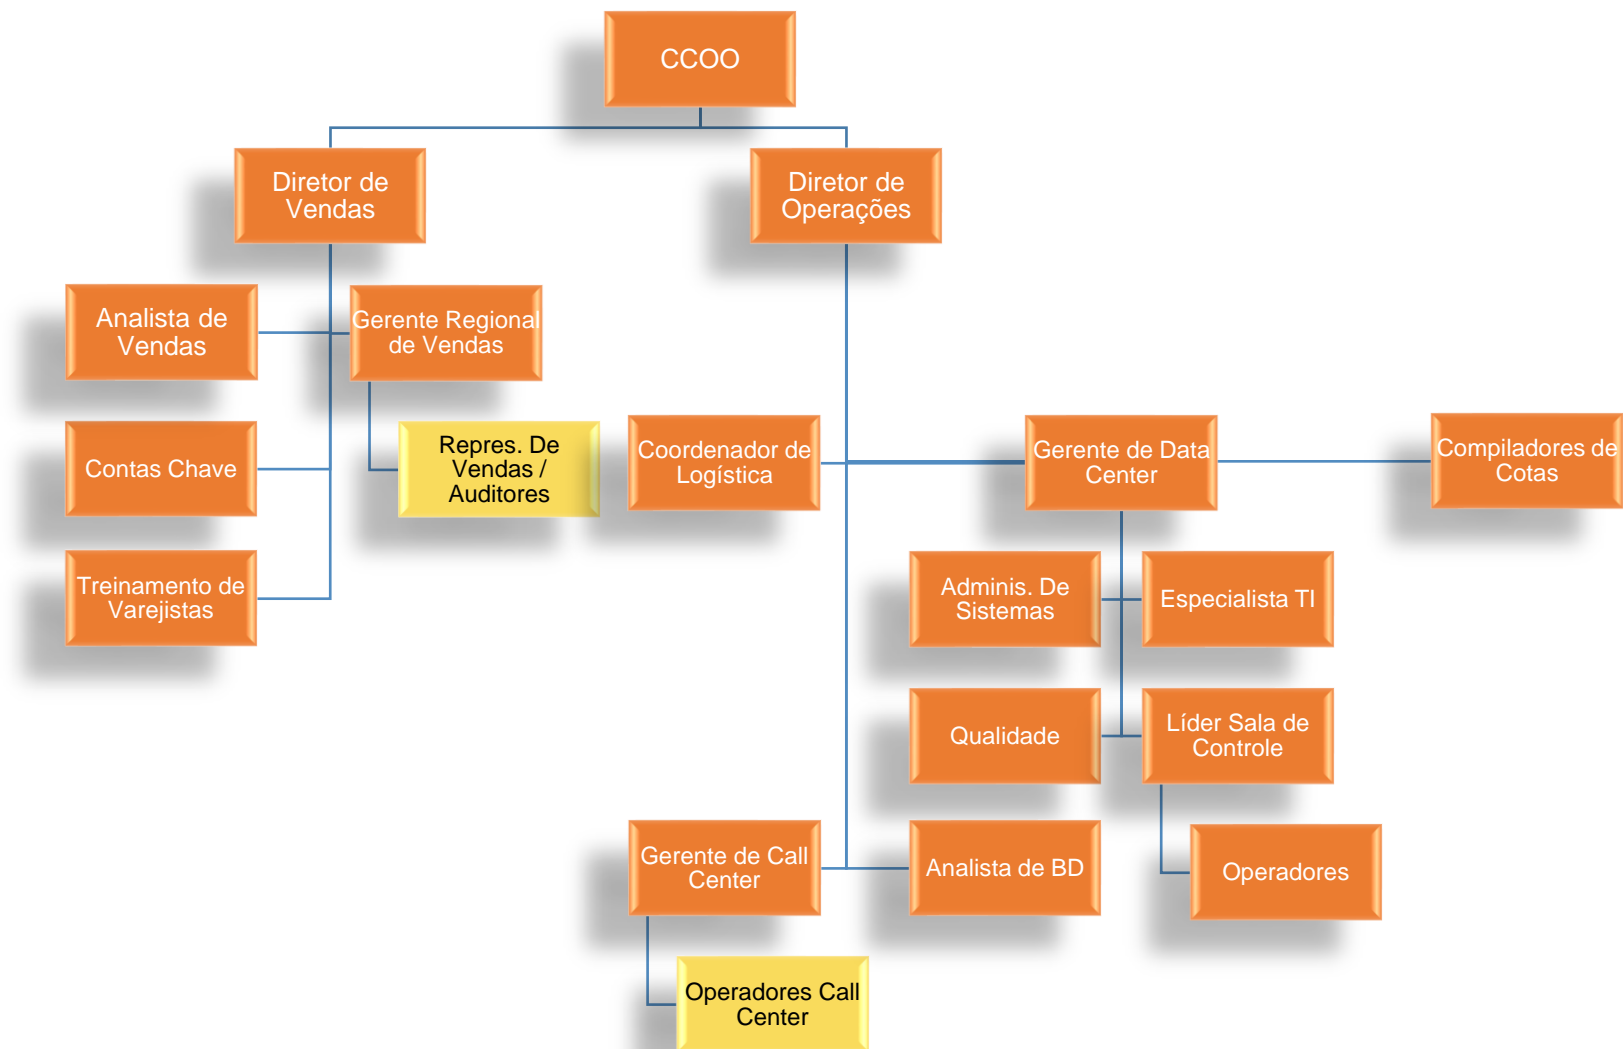 CCOO
Diretor de
Vendas
Diretor de
Operações
Analista de
Vendas
Gerente Regional
de Vendas
Contas Chave
Repres. De
Vendas /
Auditores
Coordenador de
Logística
Gerente de Data
Center
Compiladores de
Cotas
Treinamento de
Varejistas
Adminis. De
Sistemas
Especialista TI
Qualidade
Líder Sala de
Controle
Gerente de Call
Center
Analista de BD
Operadores
Operadores Call
Center